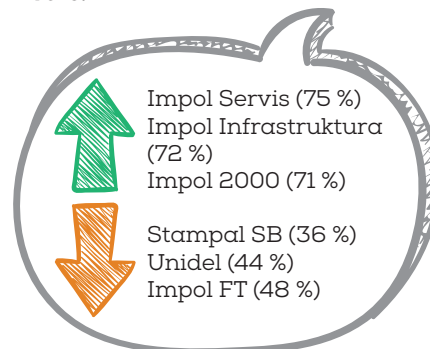 Impol Servis (75 %)
Impol Infrastruktura
(72 %)
Impol 2000 (71 %)
Stampal SB (36 %)
Unidel (44 %)
Impol FT (48 %)